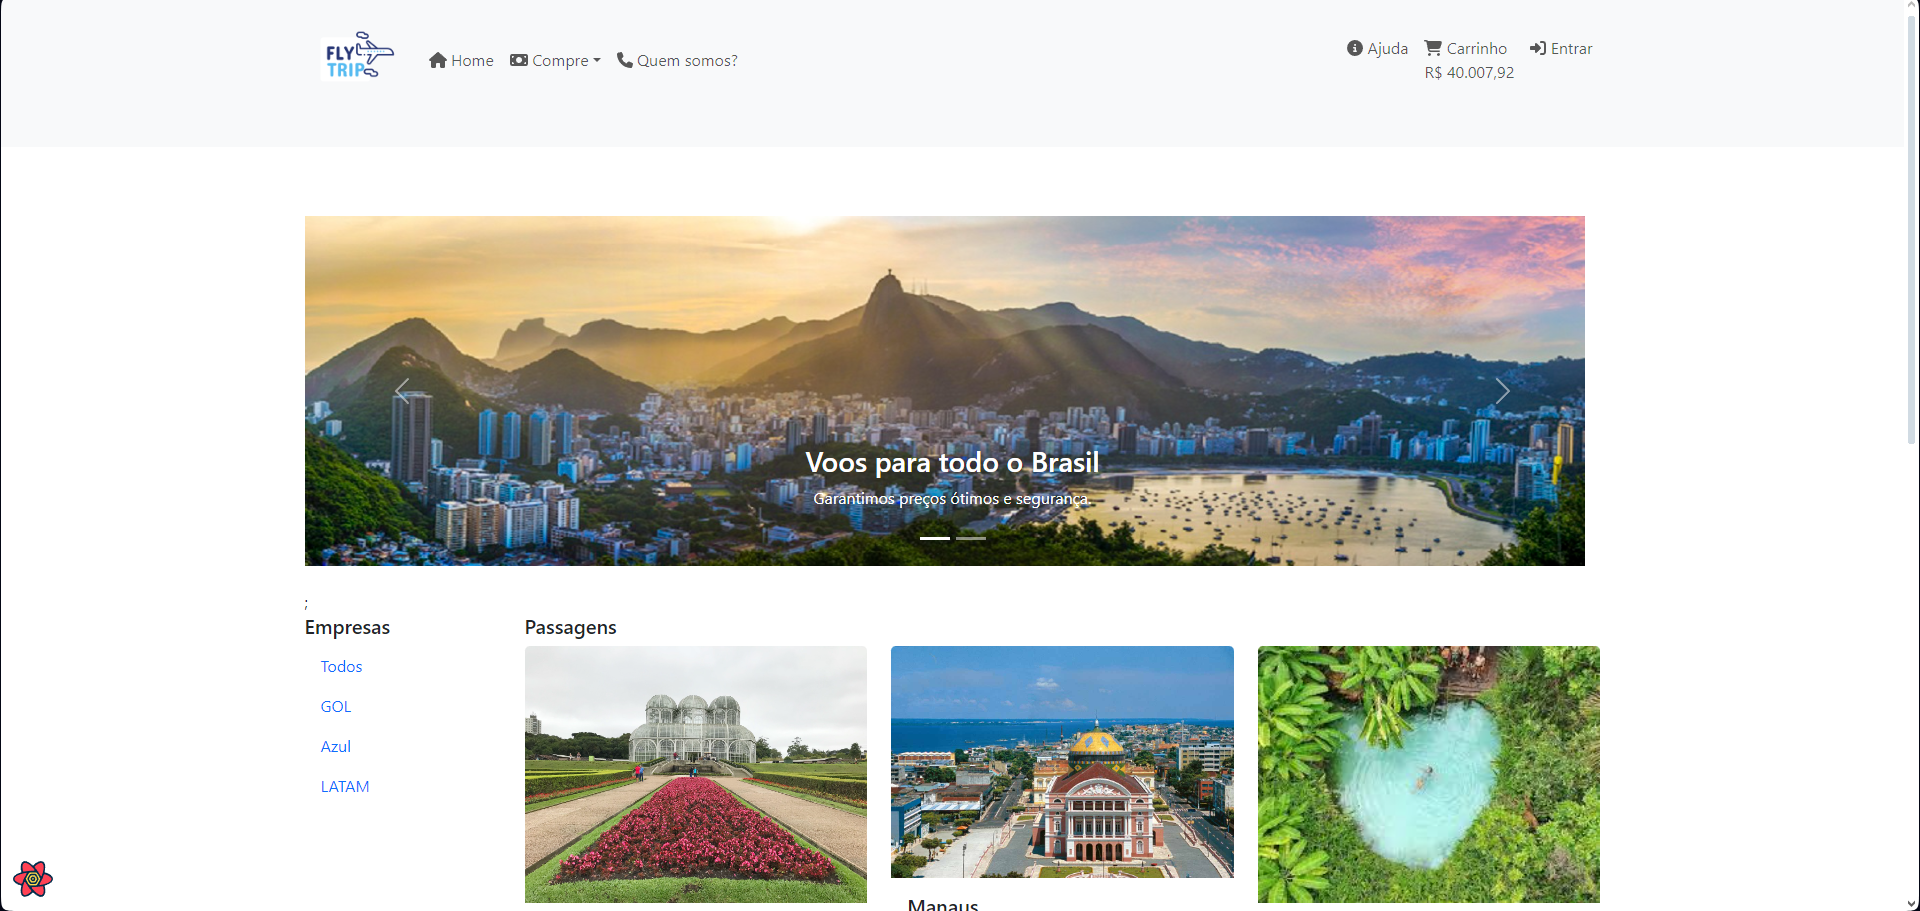 FLY
TRIP
Home
Compre
Quem somos?
Ajuda
Carrinho
R$ 40.007,92
Entrar
Voos para todo o Brasil
Garantimos preços ótimos e segurança.
;
Empresas
Todos
GOL
Azul
LATAM
Passagens
Manaus